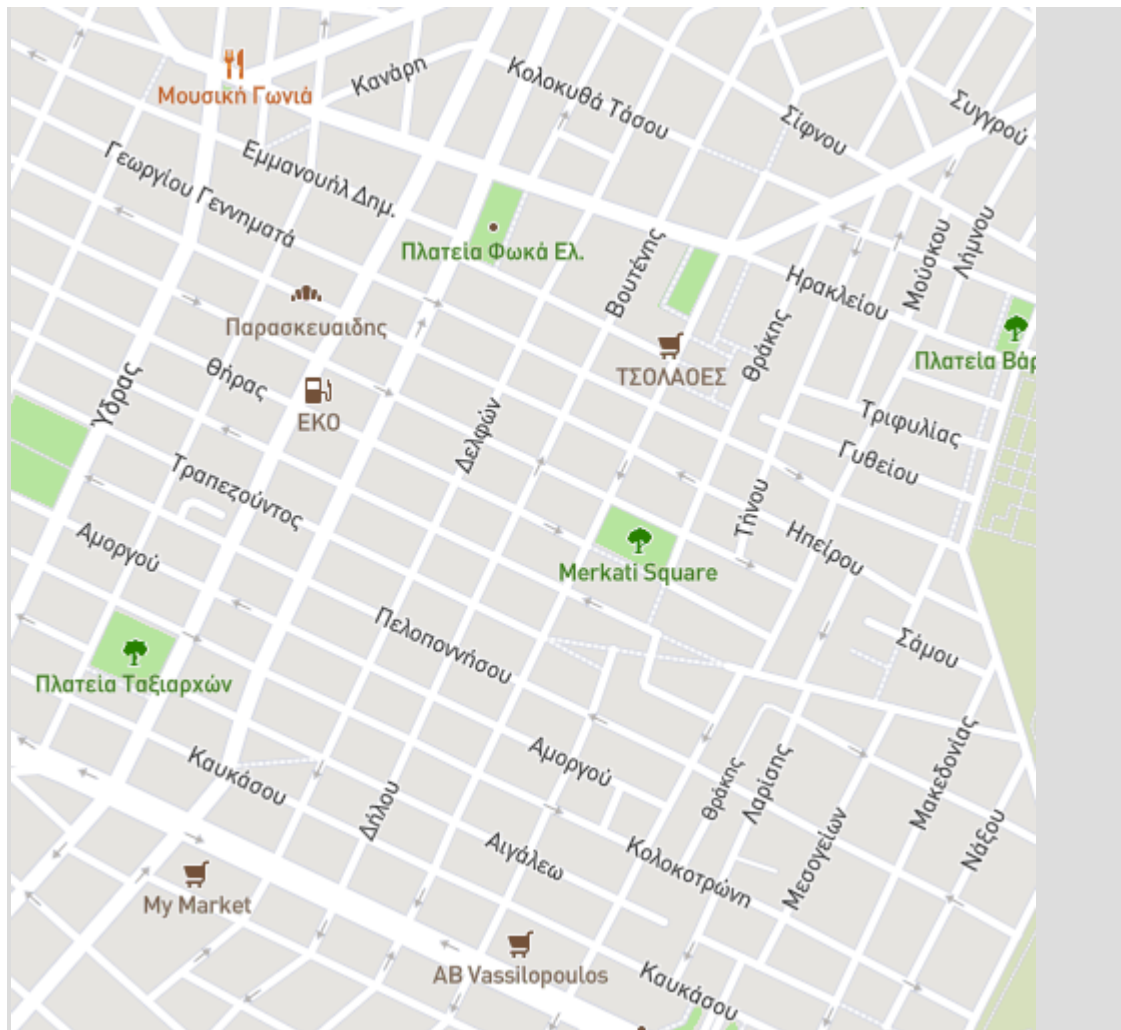 Μουσική Γωνιά
Κανάρη
Κολοκυθά Τάσου
Σίφνου
Συγγρού
Γεωργίου Γεννηματά
Εμμανουήλ Δημ.
Πλατεία Φωκά Ελ.
Βουτένης
Ηρακλείου
Μούσκου
Λήμνου
Παρασκευαιδης
Θράκης
ΤΣΟΛΑΟΕΣ
Πλατεία Βάρ
Ύδρας
Θήρας
ΕΚΟ
Δελφών
Τριφυλίας
Γυθείου
Τραπεζούντος
Τήνου
Ηπείρου
Αμοργού
Merkati Square
Πελοποννήσου
Σάμου
Πλατεία Ταξιαρχών
Αμοργού
Θράκης
Λαρίσης
Μακεδονίας
Καυκάσου
Δήλου
Αιγάλεω
Κολοκοτρώνη
Μεσογείων
Νάξου
My Market
AB Vassilopoulos
Καυκάσου